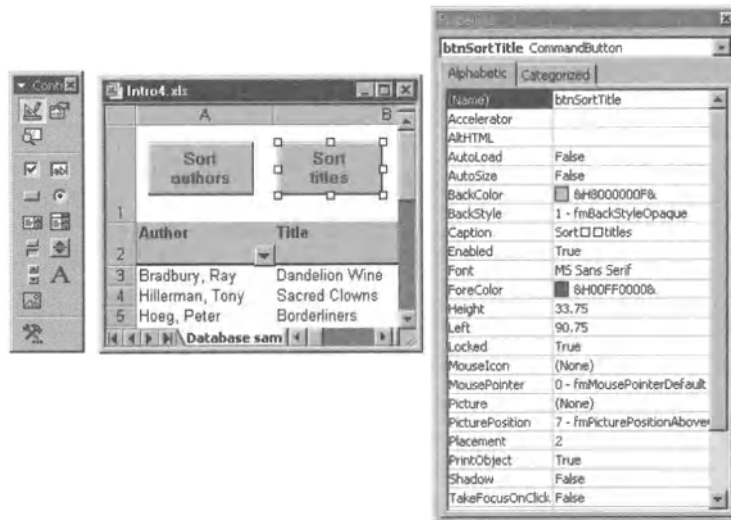 Properties
btnSortTitle CommandButton
Alphabetic Categorized
(Name) btnSortTitle
Accelerator
AltHTML
AutoLoad False
AutoSize False
BackColor &H8000000F&
BackStyle 1 - fmBackStyleOpaque
Caption Sort□□titles
Enabled True
Font MS Sans Serif
ForeColor &H00FF0000&
Height 33.75
Left 90.75
Locked True
MouseIcon (None)
MousePointer 0 - fmMousePointerDefault
Picture (None)
PicturePosition 7 - fmPicturePositionAbove
Placement 2
PrintObject True
Shadow False
TakeFocusOnClick False
Contr
ab|
A
Intro4.xls
A B
Sort
authors
Sort
titles
1
Author Title
2
3 Bradbury, Ray Dandelion Wine
4 Hillerman, Tony Sacred Clowns
5 Hoeg, Peter Borderliners
Database sam